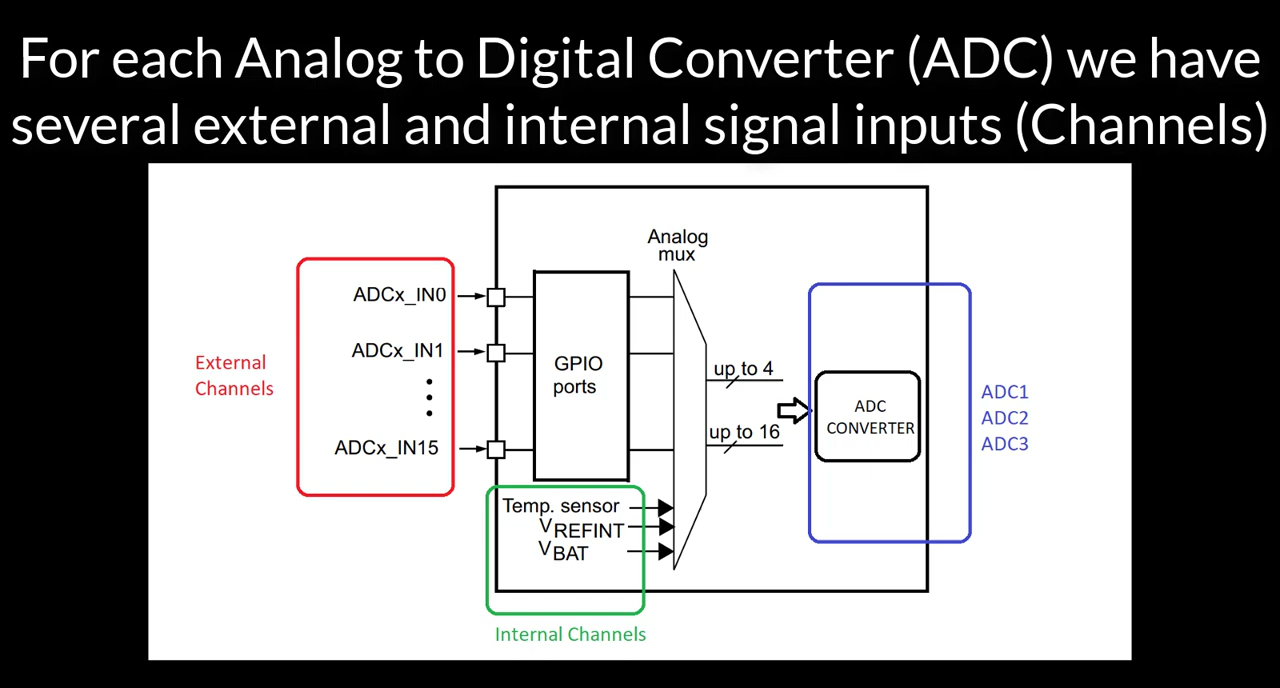 For each Analog to Digital Converter (ADC) we have
several external and internal signal inputs (Channels)
Analog
mux
ADCx_IN0
ADCx_IN1
ADCx_IN15
External
Channels
GPIO
ports
up to 4
up to 16
ADC
CONVERTER
ADC1
ADC2
ADC3
Temp. sensor
VREFINT
VBAT
Internal Channels